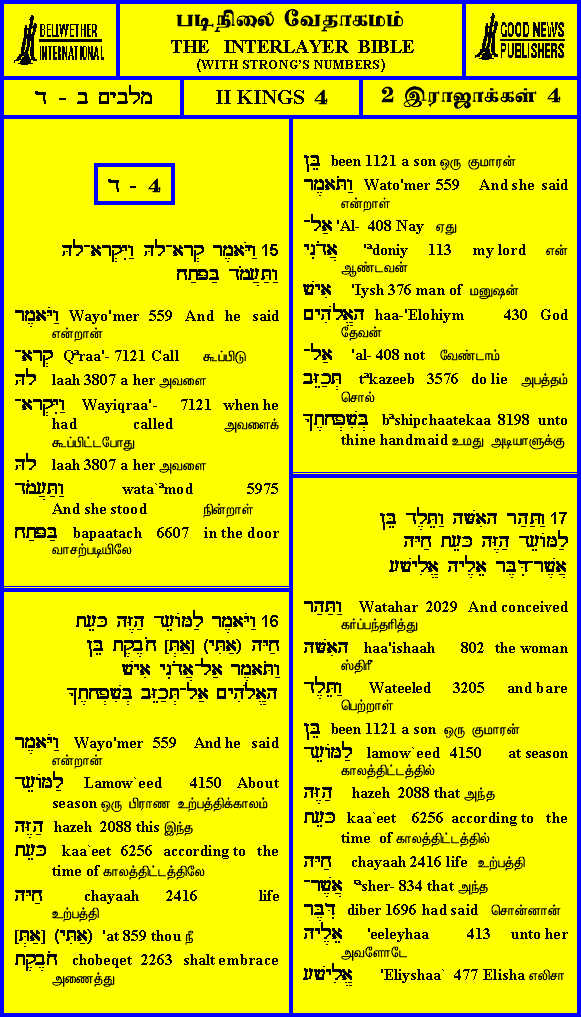 BELLWETHER
INTERNATIONAL
படிநிலை வேதாகமம்
THE INTERLAYER BIBLE
(WITH STRONG'S NUMBERS)
GOOD NEWS
PUBLISHERS
מלכים ב - ד
II KINGS 4
2 இராஜாக்கள் 4
ד - 4
15 וַיֹּאמֶר קְרָא־לָהּ וַיִּקְרָא־לָהּ
וַתַּעֲמֹד בַּפָּתַח
וַיֹּאמֶר Wayo'mer 559 And he said
என்றான்
קְרָא־ Qªraa'- 7121 Call கூப்பிடு
לָהּ laah 3807 a her அவளை
וַיִּקְרָא־ Wayiqraa'- 7121 when he
had called அவளைக்
கூப்பிட்டபோது
לָהּ laah 3807 a her அவளை
וַתַּעֲמֹד wata`ªmod 5975
And she stood நின்றாள்
בַּפָּתַח bapaatach 6607 in the door
வாசற்படியிலே
16 וַיֹּאמֶר לַמּוֹעֵד הַזֶּה כָּעֵת
חַיָּה (אַתִּי) [אַתְּ] חֹבֶקֶת בֵּן
וַתֹּאמֶר אַל־אֲדֹנִי אִישׁ
הָאֱלֹהִים אַל־תְּכַזֵּב בְּשִׁפְחָתֶךָ
וַיֹּאמֶר Wayo'mer 559 And he said
என்றான்
לַמּוֹעֵד Lamow`eed 4150 About
season ஒரு பிராண உற்பத்திக்காலம்
הַזֶּה hazeh 2088 this இந்த
כָּעֵת kaa`eet 6256 according to the
time of காலத்திட்டத்திலே
חַיָּה chayaah 2416 life
உற்பத்தி
[אַתְּ] (אַתִּי) 'at 859 thou நீ
חֹבֶקֶת chobeqet 2263 shalt embrace
அணைத்து
בֵּן been 1121 a son ஒரு குமாரன்
וַתֹּאמֶר Wato'mer 559 And she said
என்றாள்
אַל־ 'Al- 408 Nay ஏது
אֲדֹנִי 'ªdoniy 113 my lord என்
ஆண்டவன்
אִישׁ 'Iysh 376 man of மனுஷன்
הָאֱלֹהִים haa-'Elohiym 430 God
தேவன்
אַל־ 'al- 408 not வேண்டாம்
תְּכַזֵּב tªkazeeb 3576 do lie அபத்தம்
சொல்
בְּשִׁפְחָתֶךָ bªshipchaatekaa 8198 unto
thine handmaid உமது அடியாளுக்கு
17 וַתַּהַר הָאִשָּׁה וַתֵּלֶד בֵּן
לַמּוֹעֵד הַזֶּה כָּעֵת חַיָּה
אֲשֶׁר־דִּבֶּר אֵלֶיהָ אֱלִישָׁע
וַתַּהַר Watahar 2029 And conceived
கர்ப்பந்தரித்து
הָאִשָּׁה haa'ishaah 802 the woman
ஸ்திரீ
וַתֵּלֶד Wateeled 3205 and bare
பெற்றாள்
בֵּן been 1121 a son ஒரு குமாரன்
לַמּוֹעֵד lamow`eed 4150 at season
காலத்திட்டத்தில்
הַזֶּה hazeh 2088 that அந்த
כָּעֵת kaa`eet 6256 according to the
time of காலத்திட்டத்தில்
חַיָּה chayaah 2416 life உற்பத்தி
אֲשֶׁר־ 'ªsher- 834 that அந்த
דִּבֶּר diber 1696 had said சொன்னான்
אֵלֶיהָ 'eeleyhaa 413 unto her
அவளோடே
אֱלִישָׁע 'Eliyshaa` 477 Elisha எலிசா